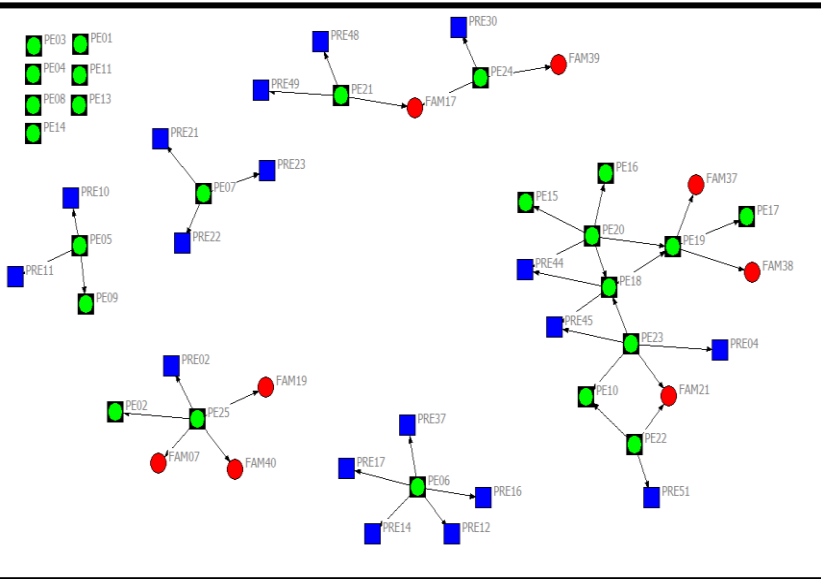 PE03 PE01
PE04 PE11
PE08 PE13
PE14
PRE48
PRE30
PRE49
PE21
FAM17
PE24
FAM39
PRE21
PRE23
PE07
PRE22
PRE10
PE05
PRE11
PE09
PE16
FAM37
PE15
PE17
PE20
PE19
PRE44
FAM38
PE18
PRE45
PE23
PRE04
PE10
FAM21
PE22
PRE51
PRE02
FAM19
PE02
PE25
FAM07
FAM40
PRE37
PRE17
PE06
PRE16
PRE14
PRE12